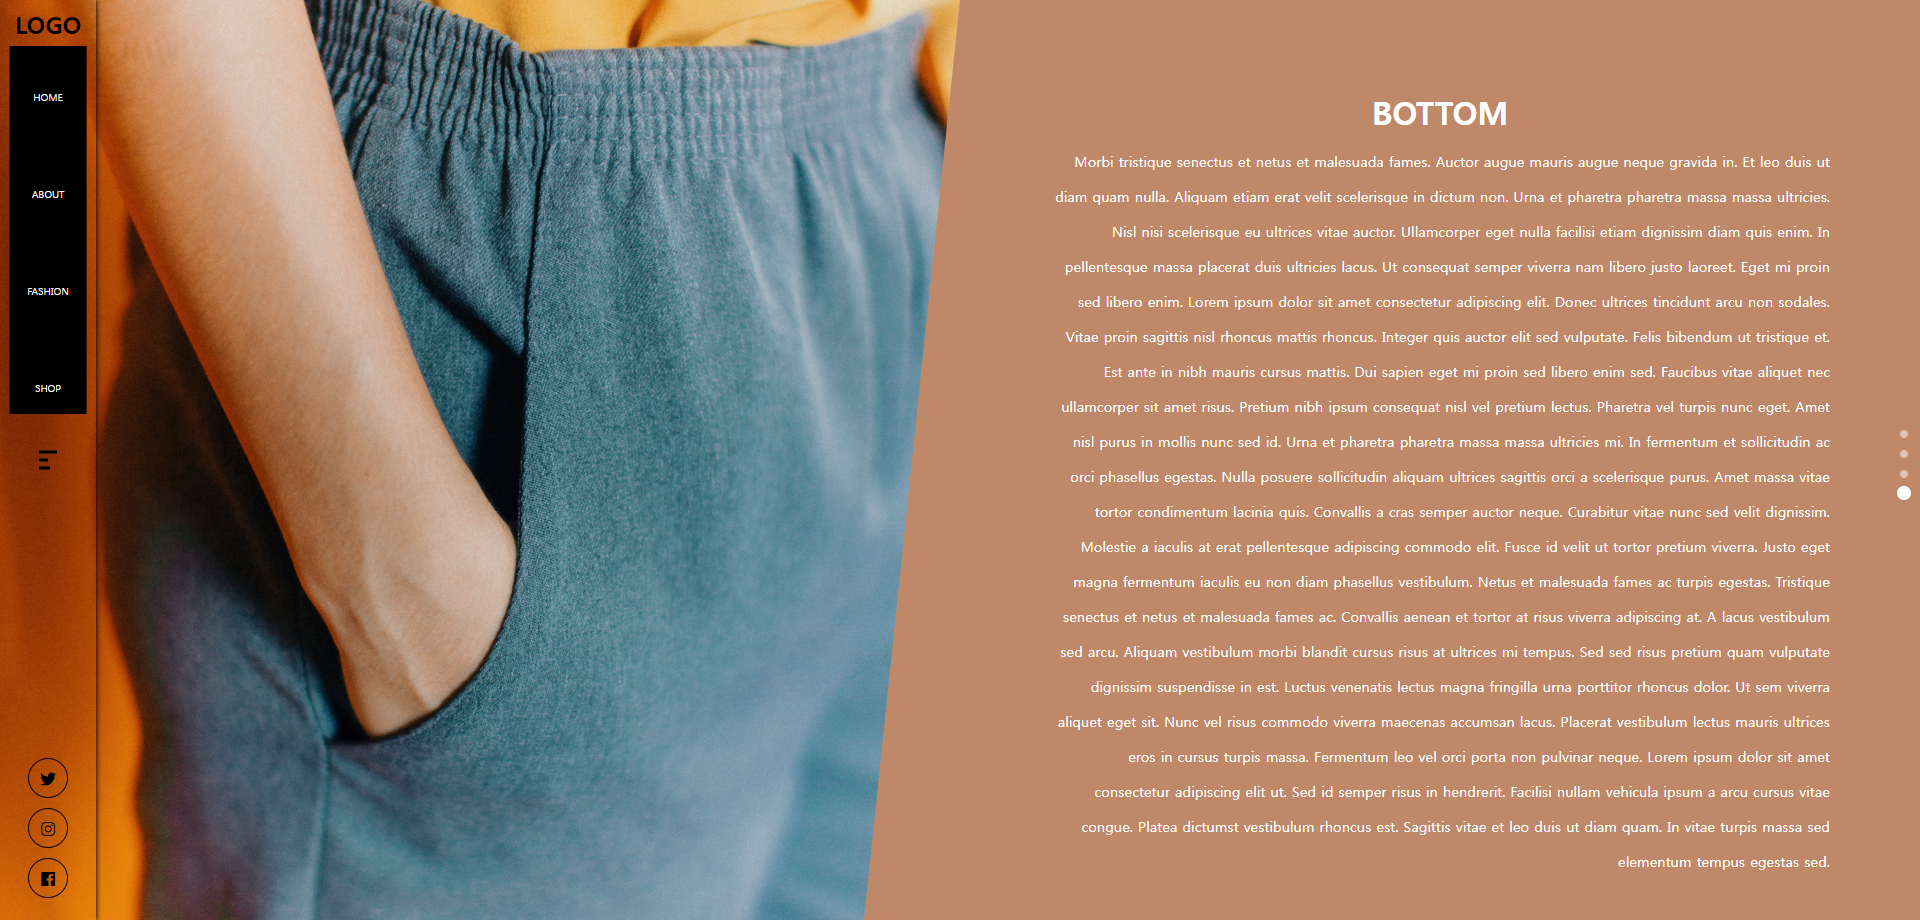 LOGO
HOME
ABOUT
FASHION
SHOP
BOTTOM
Morbi tristique senectus et netus et malesuada fames. Auctor augue mauris augue neque gravida in. Et leo duis ut
diam quam nulla. Aliquam etiam erat velit scelerisque in dictum non. Urna et pharetra pharetra massa massa ultricies.
Nisl nisi scelerisque eu ultrices vitae auctor. Ullamcorper eget nulla facilisi etiam dignissim diam quis enim. In
pellentesque massa placerat duis ultricies lacus. Ut consequat semper viverra nam libero justo laoreet. Eget mi proin
sed libero enim. Lorem ipsum dolor sit amet consectetur adipiscing elit. Donec ultrices tincidunt arcu non sodales.
Vitae proin sagittis nisl rhoncus mattis rhoncus. Integer quis auctor elit sed vulputate. Felis bibendum ut tristique et.
Est ante in nibh mauris cursus mattis. Dui sapien eget mi proin sed libero enim sed. Faucibus vitae aliquet nec
ullamcorper sit amet risus. Pretium nibh ipsum consequat nisl vel pretium lectus. Pharetra vel turpis nunc eget. Amet
nisl purus in mollis nunc sed id. Urna et pharetra pharetra massa massa ultricies mi. In fermentum et sollicitudin ac
orci phasellus egestas. Nulla posuere sollicitudin aliquam ultrices sagittis orci a scelerisque purus. Amet massa vitae
tortor condimentum lacinia quis. Convallis a cras semper auctor neque. Curabitur vitae nunc sed velit dignissim.
Molestie a iaculis at erat pellentesque adipiscing commodo elit. Fusce id velit ut tortor pretium viverra. Justo eget
magna fermentum iaculis eu non diam phasellus vestibulum. Netus et malesuada fames ac turpis egestas. Tristique
senectus et netus et malesuada fames ac. Convallis aenean et tortor at risus viverra adipiscing at. A lacus vestibulum
sed arcu. Aliquam vestibulum morbi blandit cursus risus at ultrices mi tempus. Sed sed risus pretium quam vulputate
dignissim suspendisse in est. Luctus venenatis lectus magna fringilla urna porttitor rhoncus dolor. Ut sem viverra
aliquet eget sit. Nunc vel risus commodo viverra maecenas accumsan lacus. Placerat vestibulum lectus mauris ultrices
eros in cursus turpis massa. Fermentum leo vel orci porta non pulvinar neque. Lorem ipsum dolor sit amet
consectetur adipiscing elit ut. Sed id semper risus in hendrerit. Facilisi nullam vehicula ipsum a arcu cursus vitae
congue. Platea dictumst vestibulum rhoncus est. Sagittis vitae et leo duis ut diam quam. In vitae turpis massa sed
elementum tempus egestas sed.